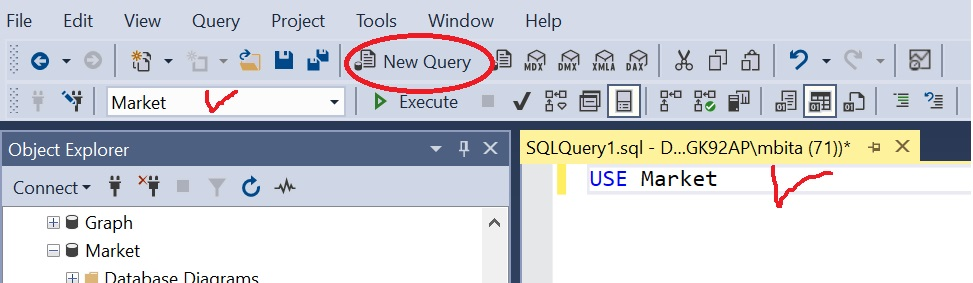 File Edit View Query Project Tools Window Help
New Query MDX DMX XMLA DAX
Market Execute
Object Explorer
Connect
Graph
Market
Database Diagrams
SQLQuery1.sql - D...GK92AP\mbita (71))*
USE Market